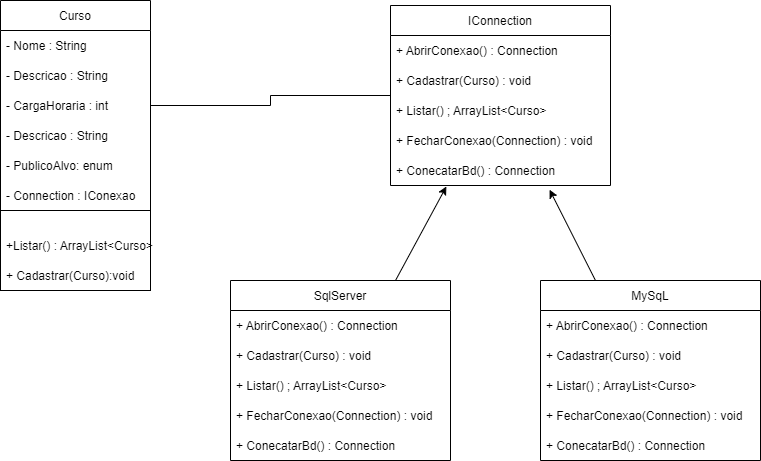 Curso
- Nome : String
- Descricao : String
- CargaHoraria : int
- Descricao : String
- PublicoAlvo: enum
- Connection : IConexao
+Listar() : ArrayList<Curso>
+ Cadastrar(Curso):void
IConnection
+ AbrirConexao() : Connection
+ Cadastrar(Curso) : void
+ Listar() ; ArrayList<Curso>
+ FecharConexao(Connection) : void
+ ConecatarBd() : Connection
SqlServer
+ AbrirConexao() : Connection
+ Cadastrar(Curso) : void
+ Listar() ; ArrayList<Curso>
+ FecharConexao(Connection) : void
+ ConecatarBd() : Connection
MySqL
+ AbrirConexao() : Connection
+ Cadastrar(Curso) : void
+ Listar() ; ArrayList<Curso>
+ FecharConexao(Connection) : void
+ ConecatarBd() : Connection